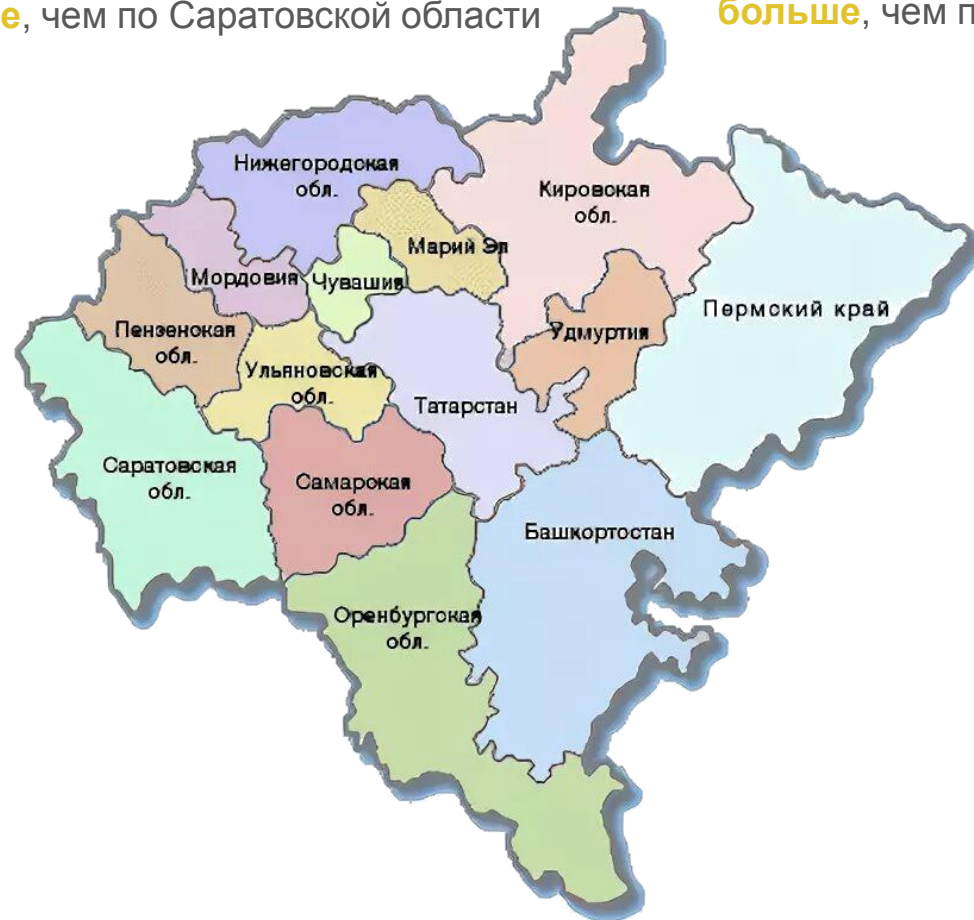 е, чем по Саратовской области
больше, чем п
Нижегородская
обл.
Кировская
обл.
Марий Эл
Мордовия
Чувашия
Пермский край
Пензенская
обл.
Удмуртия
Ульяновская
обл.
Татарстан
Саратовская
обл.
Самарская
обл.
Башкортостан
Оренбургская
обл.